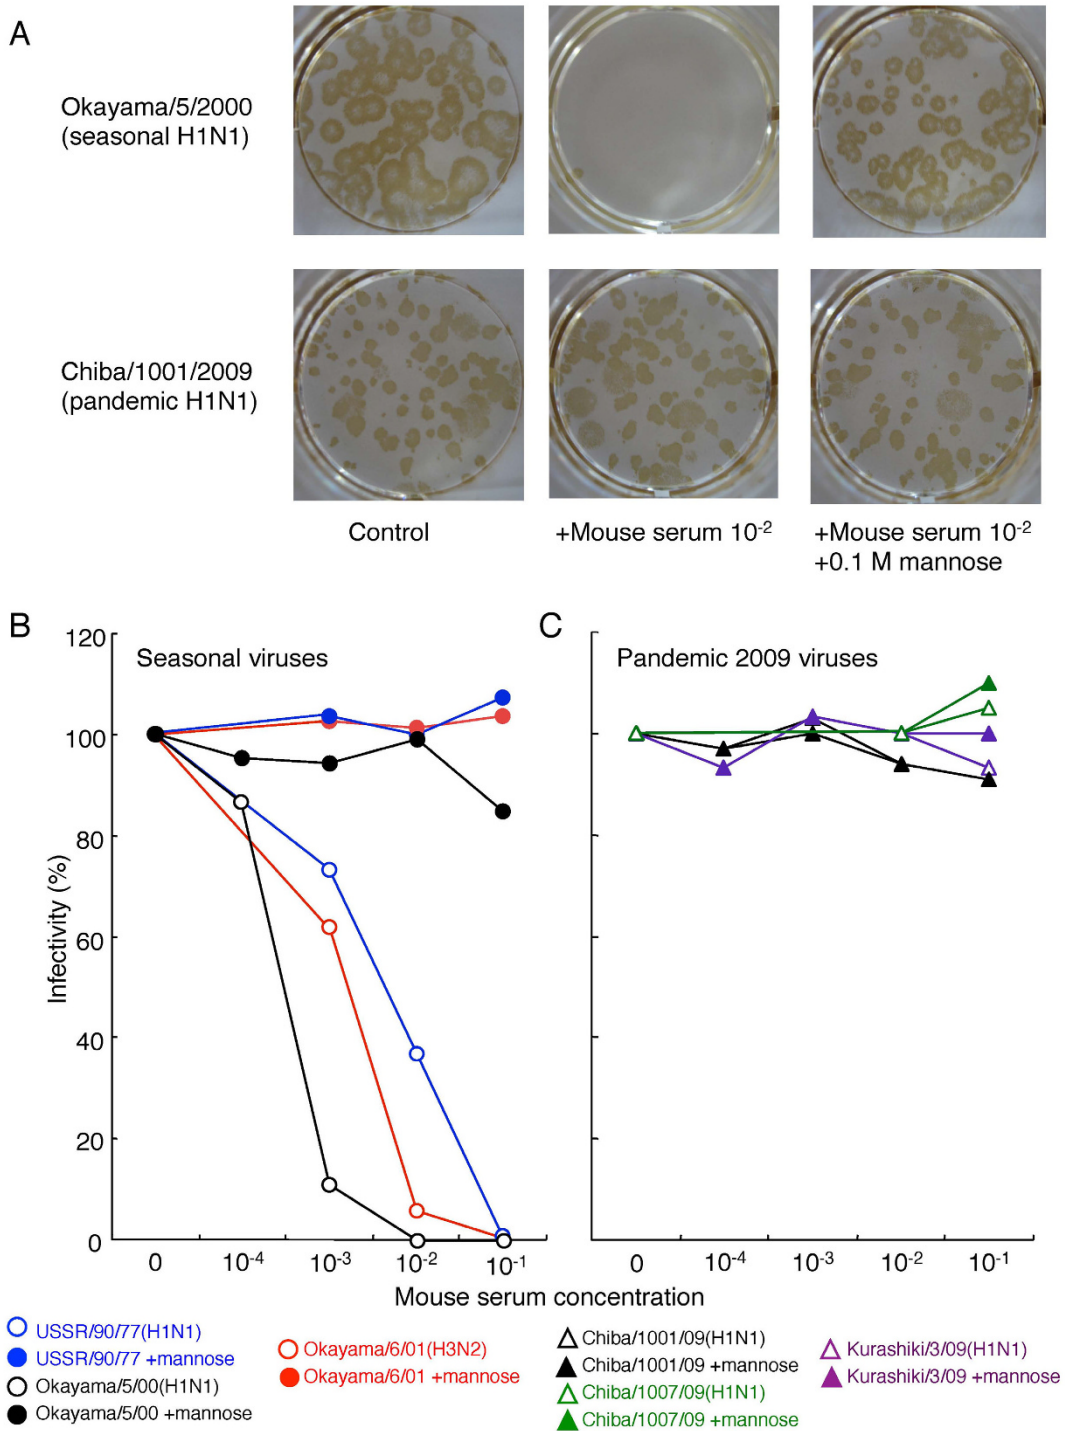 A
Okayama/5/2000
(seasonal H1N1)
Chiba/1001/2009
(pandemic H1N1)
Control
+Mouse serum 10-2
+Mouse serum 10-2
+0.1 M mannose
B
C
Seasonal viruses
Pandemic 2009 viruses
Infectivity (%)
120
100
80
60
40
20
0
0
10-4
10-3
10-2
10-1
0
10-4
10-3
10-2
10-1
Mouse serum concentration
USSR/90/77(H1N1)
USSR/90/77 +mannose
Okayama/5/00(H1N1)
Okayama/5/00 +mannose
Okayama/6/01(H3N2)
Okayama/6/01 +mannose
Chiba/1001/09(H1N1)
Chiba/1001/09 +mannose
Chiba/1007/09(H1N1)
Chiba/1007/09 +mannose
Kurashiki/3/09(H1N1)
Kurashiki/3/09 +mannose